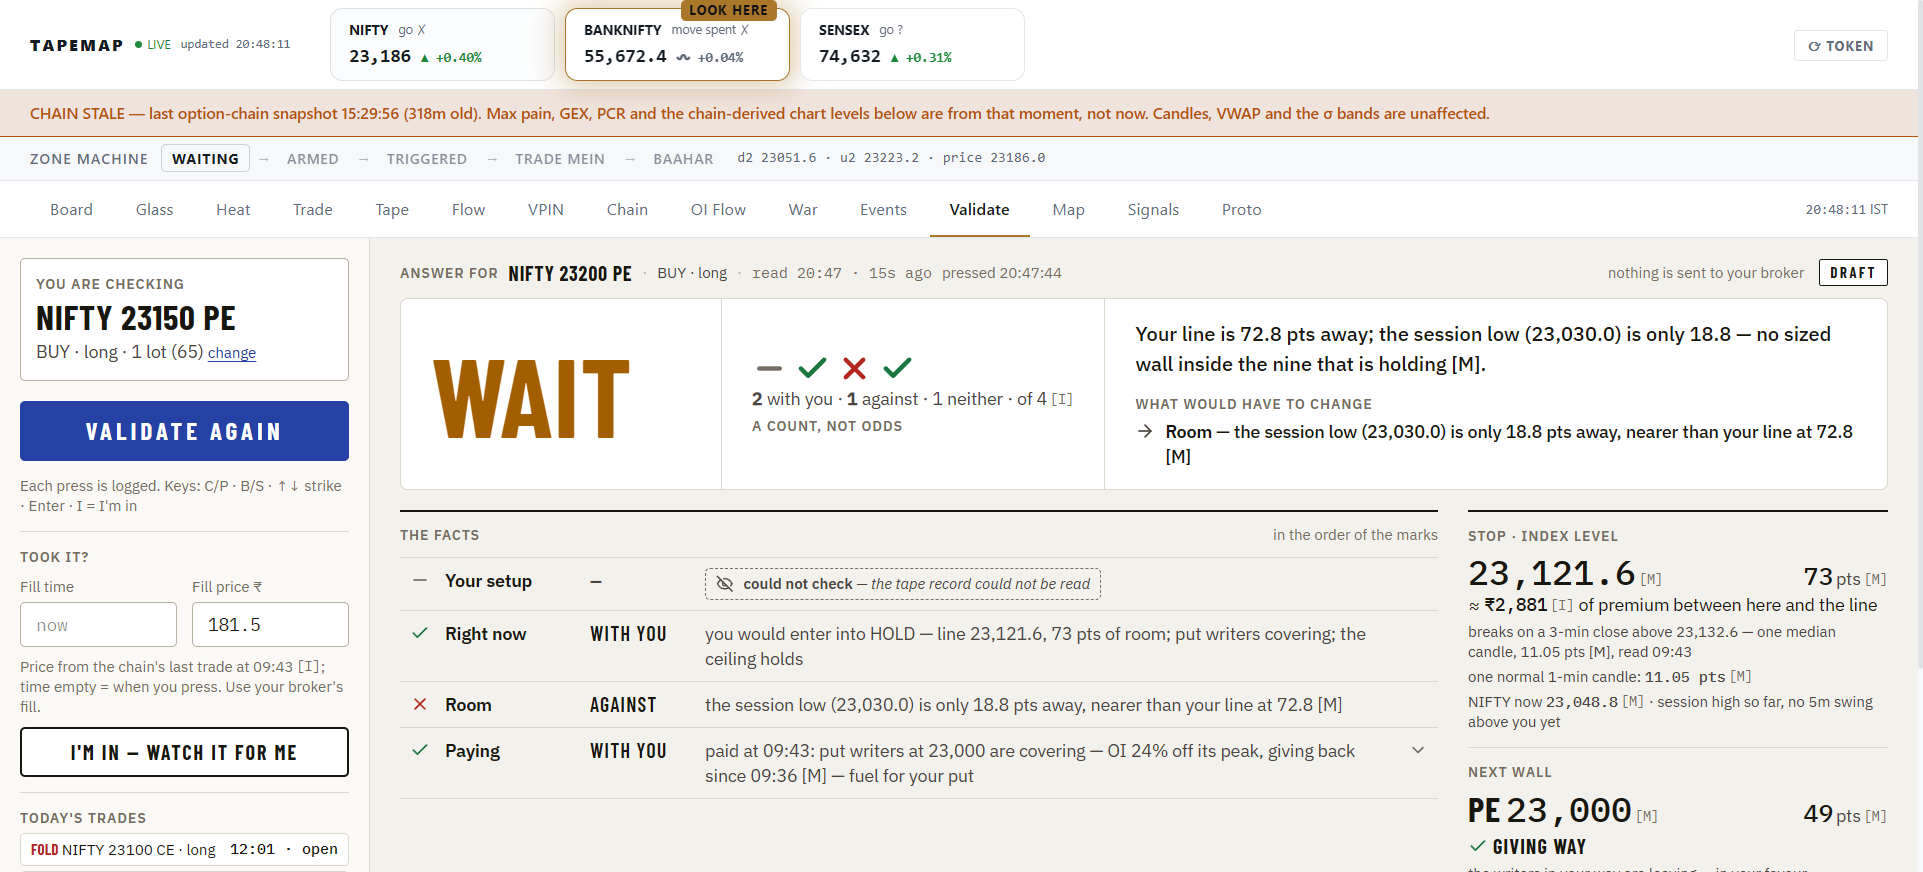 TAPEMAP ● LIVE updated 20:48:11
NIFTY go ✗
23,186 ▲ +0.40%
LOOK HERE
BANKNIFTY move spent ✗
55,672.4 +0.04%
SENSEX go ?
74,632 ▲ +0.31%
⟳ TOKEN
CHAIN STALE — last option-chain snapshot 15:29:56 (318m old). Max pain, GEX, PCR and the chain-derived chart levels below are from that moment, not now. Candles, VWAP and the σ bands are unaffected.
ZONE MACHINE WAITING → ARMED → TRIGGERED → TRADE MEIN → BAAHAR d2 23051.6 · u2 23223.2 · price 23186.0
Board Glass Heat Trade Tape Flow VPIN Chain OI Flow War Events Validate Map Signals Proto 20:48:11 IST
YOU ARE CHECKING
NIFTY 23150 PE
BUY · long · 1 lot (65) change
VALIDATE AGAIN
Each press is logged. Keys: C/P · B/S · ↑↓ strike
· Enter · I = I'm in
TOOK IT?
Fill time Fill price ₹
now 181.5
Price from the chain's last trade at 09:43 [I];
time empty = when you press. Use your broker's
fill.
I'M IN — WATCH IT FOR ME
TODAY'S TRADES
FOLD NIFTY 23100 CE · long 12:01 · open
ANSWER FOR NIFTY 23200 PE · BUY · long · read 20:47 · 15s ago pressed 20:47:44
nothing is sent to your broker DRAFT
WAIT
— ✓ ✗ ✓
2 with you · 1 against · 1 neither · of 4 [I]
A COUNT, NOT ODDS
Your line is 72.8 pts away; the session low (23,030.0) is only 18.8 — no sized
wall inside the nine that is holding [M].
WHAT WOULD HAVE TO CHANGE
→ Room — the session low (23,030.0) is only 18.8 pts away, nearer than your line at 72.8
[M]
THE FACTS in the order of the marks
— Your setup — could not check — the tape record could not be read
✓ Right now WITH YOU you would enter into HOLD — line 23,121.6, 73 pts of room; put writers covering; the
ceiling holds
✗ Room AGAINST the session low (23,030.0) is only 18.8 pts away, nearer than your line at 72.8 [M]
✓ Paying WITH YOU paid at 09:43: put writers at 23,000 are covering — OI 24% off its peak, giving back
since 09:36 [M] — fuel for your put
STOP · INDEX LEVEL
23,121.6 [M] 73 pts [M]
≈ ₹2,881 [I] of premium between here and the line
breaks on a 3-min close above 23,132.6 — one median
candle, 11.05 pts [M], read 09:43
one normal 1-min candle: 11.05 pts [M]
NIFTY now 23,048.8 [M] · session high so far, no 5m swing
above you yet
NEXT WALL
PE 23,000 [M] 49 pts [M]
✓ GIVING WAY